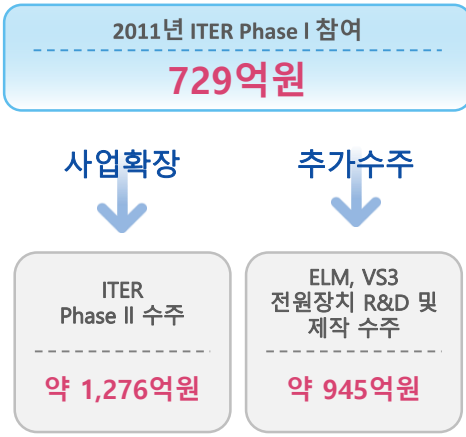 2011년 ITER Phase I 참여
729억원
사업확장
추가수주
ITER
Phase II 수주
약 1,276억원
ELM, VS3
전원장치 R&D 및
제작 수주
약 945억원